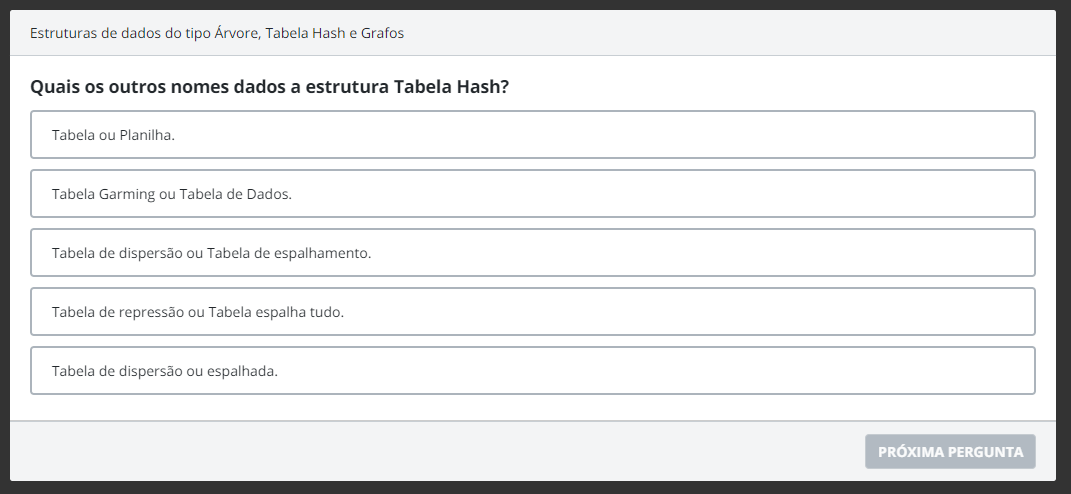 Estruturas de dados do tipo Árvore, Tabela Hash e Grafos
Quais os outros nomes dados a estrutura Tabela Hash?
Tabela ou Planilha.
Tabela Garming ou Tabela de Dados.
Tabela de dispersão ou Tabela de espalhamento.
Tabela de repressão ou Tabela espalha tudo.
Tabela de dispersão ou espalhada.
PRÓXIMA PERGUNTA